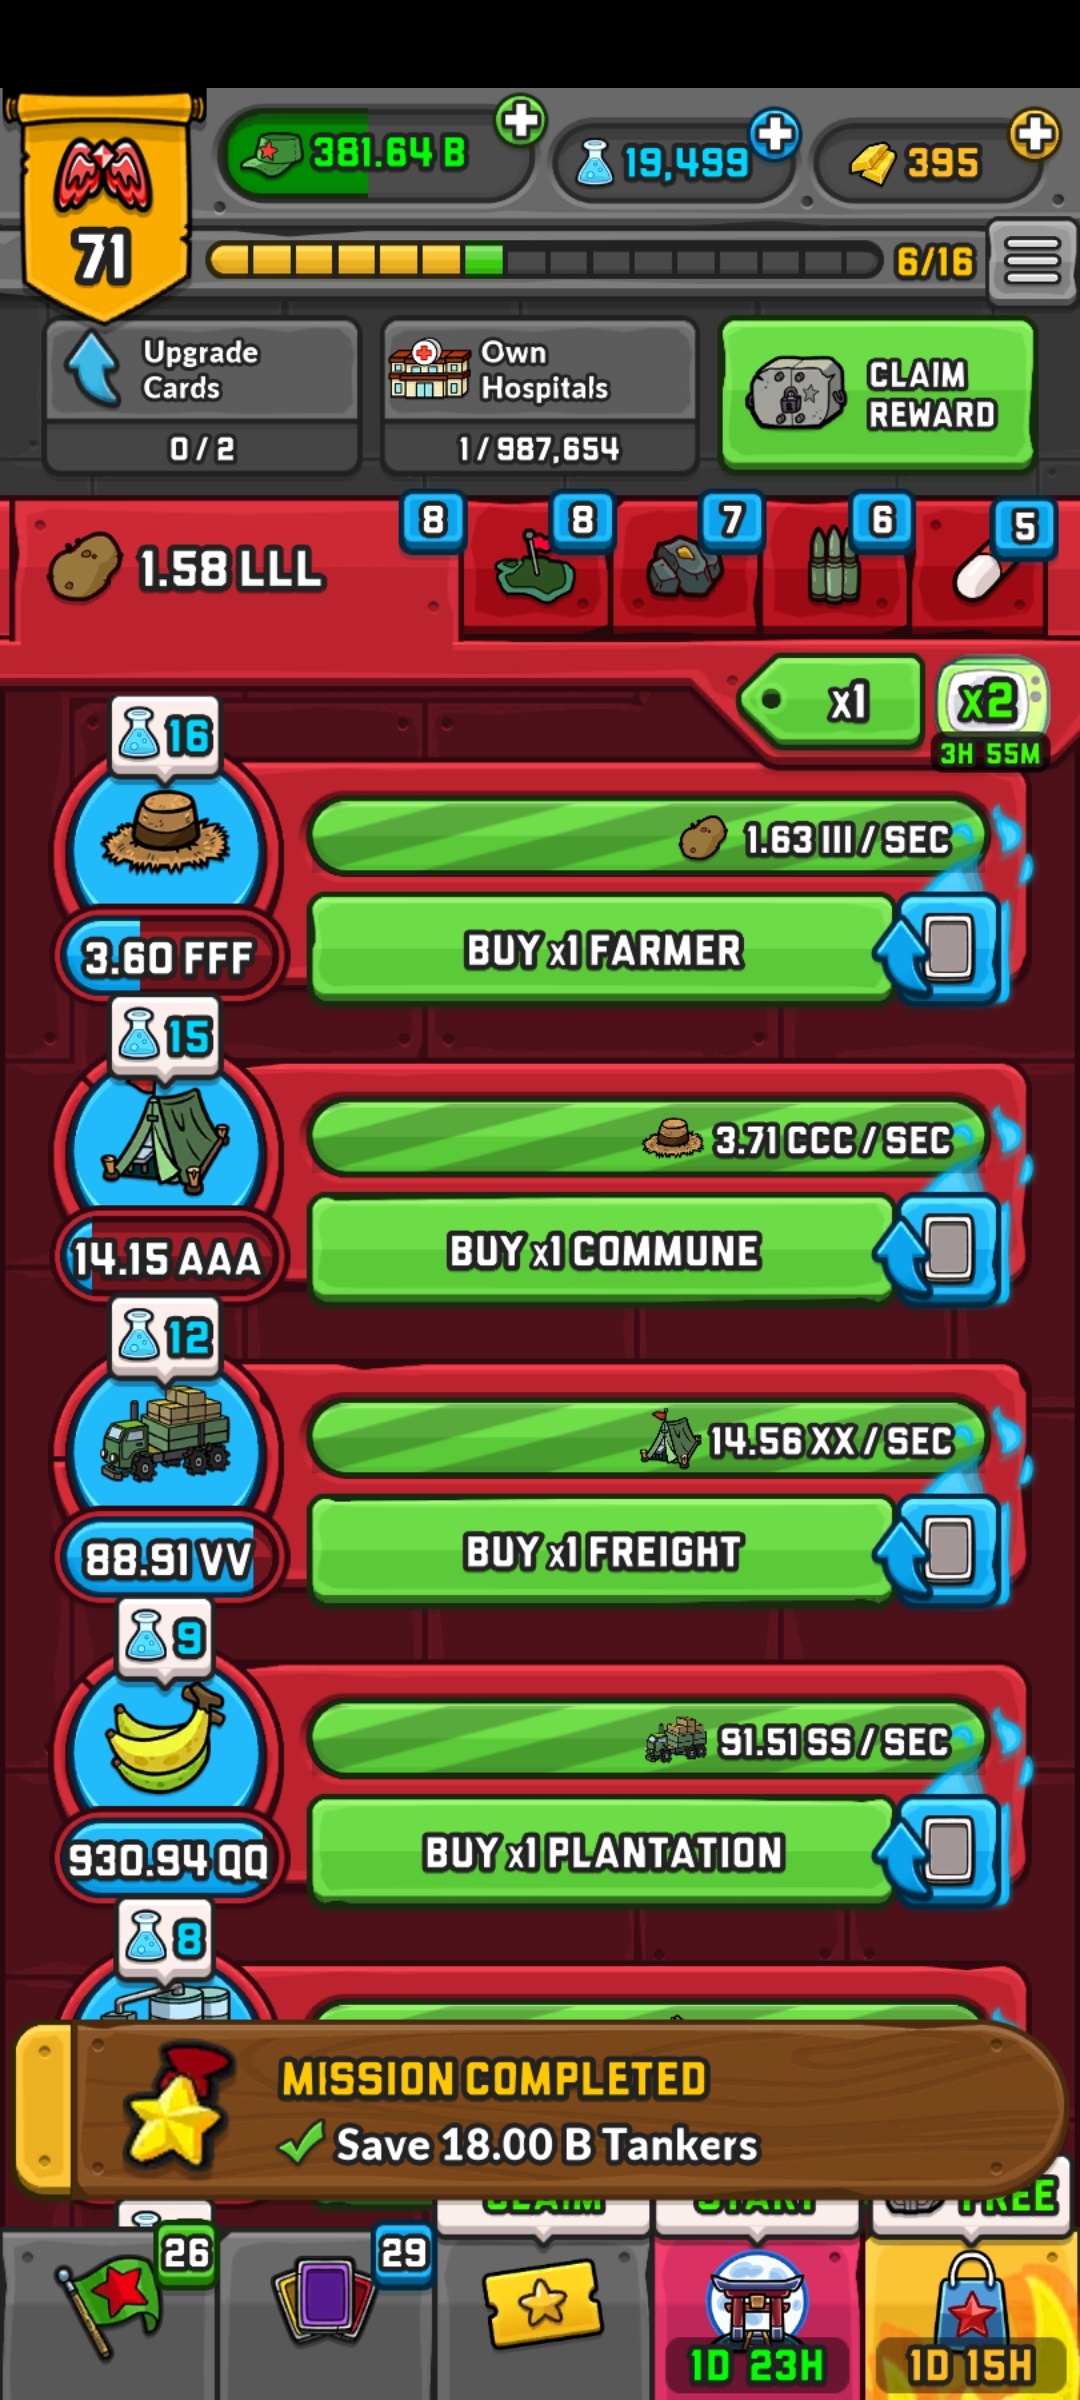 381.64 B
19,499
395
71
6/16
Upgrade
Cards
0 / 2
Own
Hospitals
1 / 987,654
CLAIM
REWARD
1.58 LLL
8
8
7
6
5
x1
x2
3H 55M
16
1.63 III / SEC
BUY x1 FARMER
3.60 FFF
15
3.71 CCC / SEC
BUY x1 COMMUNE
14.15 AAA
12
14.56 XX / SEC
BUY x1 FREIGHT
88.91 VV
9
91.51 SS / SEC
BUY x1 PLANTATION
930.94 QQ
8
MISSION COMPLETED
Save 18.00 B Tankers
CLAIM
START
FREE
26
29
1D 23H
1D 15H